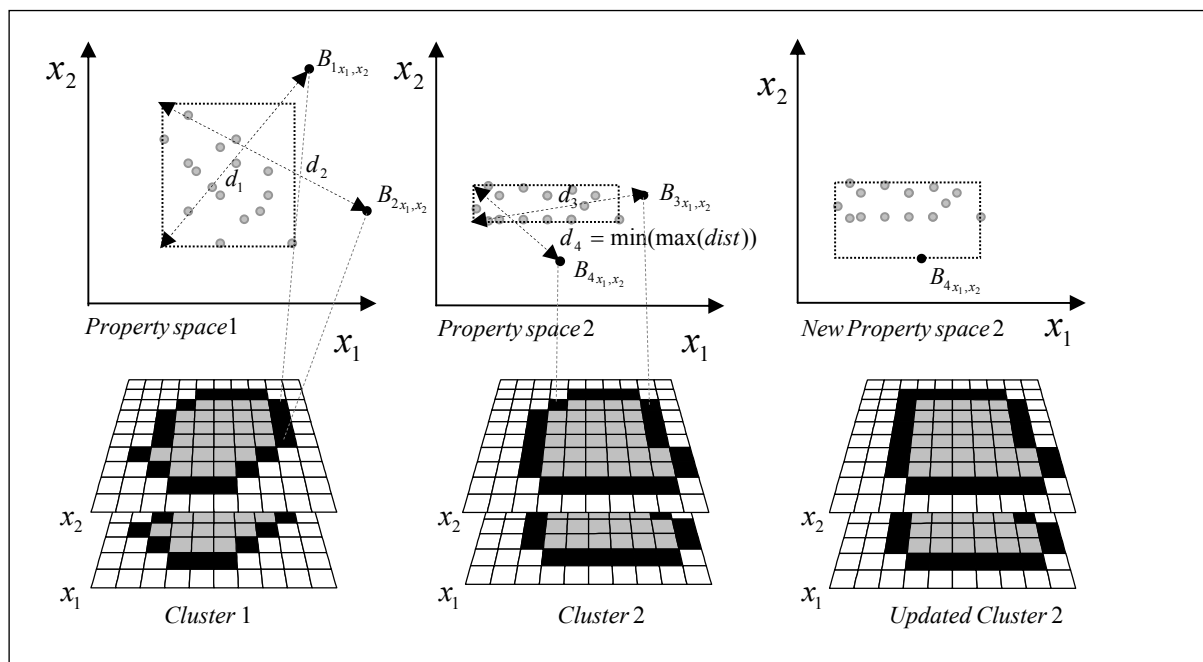 x₂
B₁ₓ₁,ₓ₂
d₁
d₂
B₂ₓ₁,ₓ₂
Property space 1
x₁
x₂
d₃
B₃ₓ₁,ₓ₂
d₄ = min(max(dist))
B₄ₓ₁,ₓ₂
Property space 2
x₁
x₂
B₄ₓ₁,ₓ₂
New Property space 2
x₁
x₂
x₁
Cluster 1
x₂
x₁
Cluster 2
x₂
x₁
Updated Cluster 2